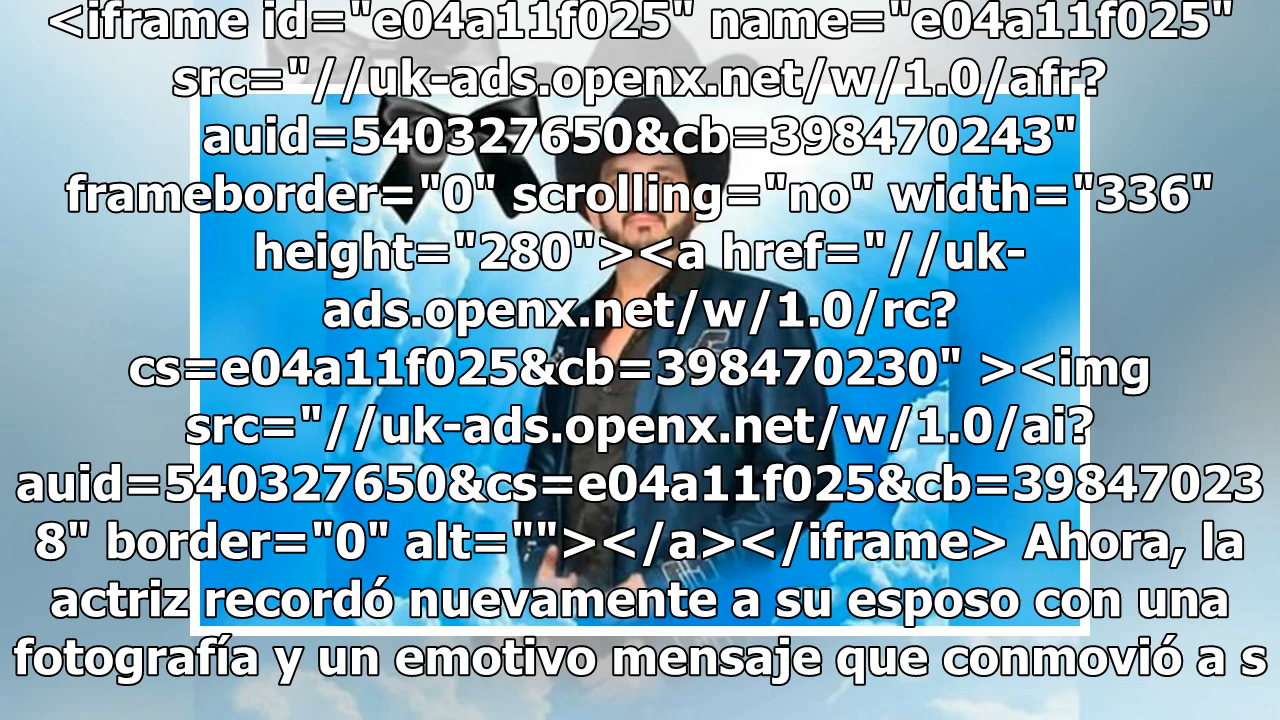 <iframe id="e04a11f025" name="e04a11f025"
src="//uk-ads.openx.net/w/1.0/afr?
auid=540327650&cb=398470243"
frameborder="0" scrolling="no" width="336"
height="280"><a href="//uk-
ads.openx.net/w/1.0/rc?
cs=e04a11f025&cb=398470230" ><img
src="//uk-ads.openx.net/w/1.0/ai?
auid=540327650&cs=e04a11f025&cb=39847023
8" border="0" alt=""></a></iframe> Ahora, la
actriz recordó nuevamente a su esposo con una
fotografía y un emotivo mensaje que conmovió a s